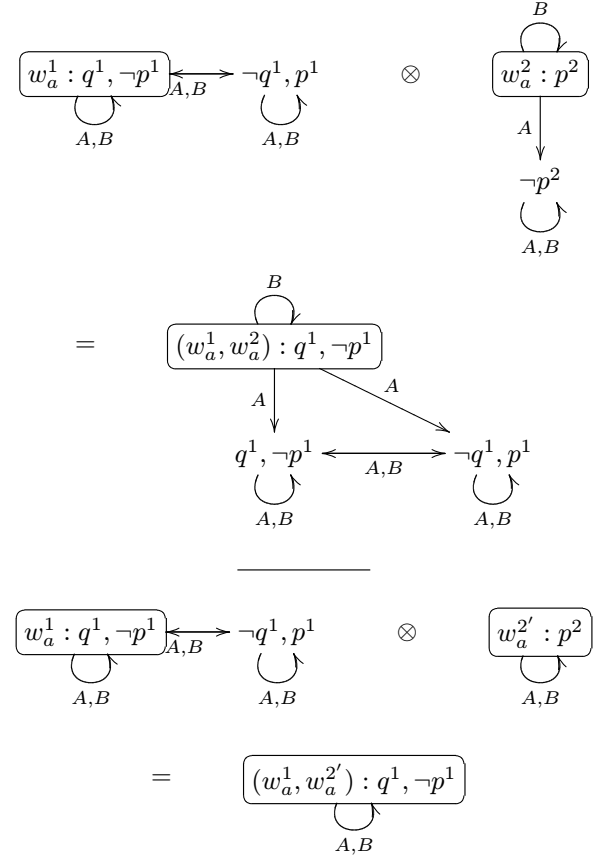 B
w_a^1 : q^1, ¬p^1 A,B ¬q^1, p^1 ⊗ w_a^2 : p^2
A,B A,B A
¬p^2
A,B
B
= (w_a^1, w_a^2) : q^1, ¬p^1
A A
q^1, ¬p^1 A,B ¬q^1, p^1
A,B A,B
w_a^1 : q^1, ¬p^1 A,B ¬q^1, p^1 ⊗ w_a^{2'} : p^2
A,B A,B A,B
= (w_a^1, w_a^{2'}) : q^1, ¬p^1
A,B